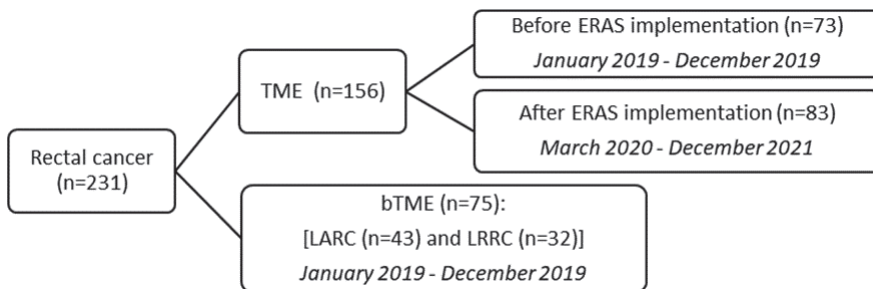 Rectal cancer
(n=231)
TME (n=156)
Before ERAS implementation (n=73)
January 2019 - December 2019
After ERAS implementation (n=83)
March 2020 - December 2021
bTME (n=75):
[LARC (n=43) and LRRC (n=32)]
January 2019 - December 2019